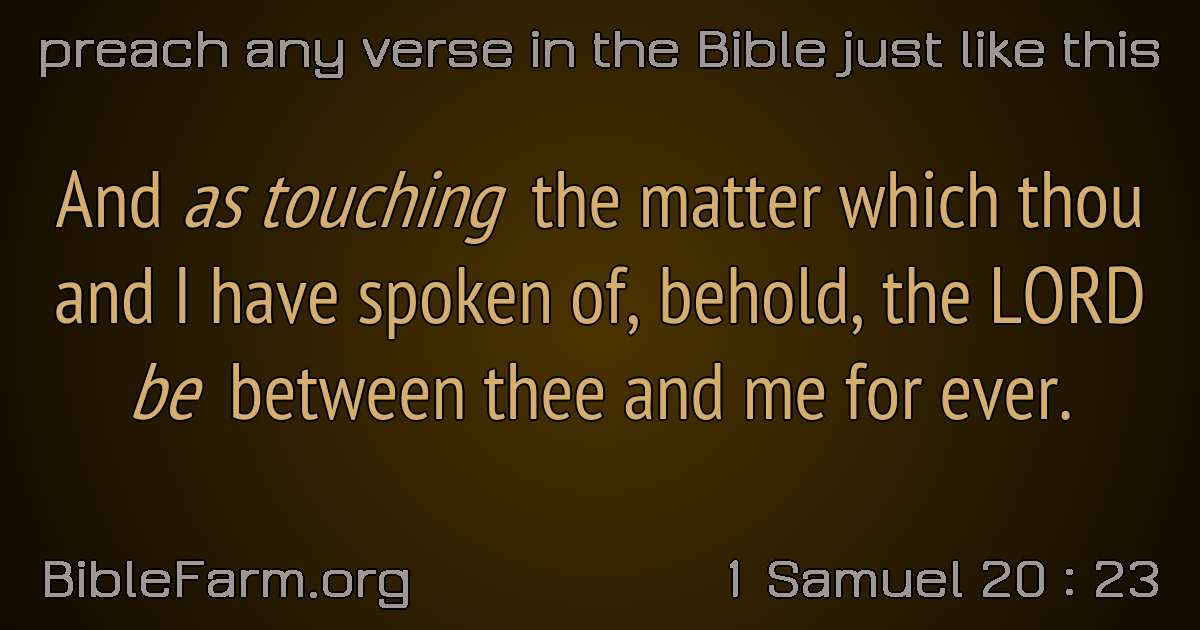 preach any verse in the Bible just like this
And as touching the matter which thou
and I have spoken of, behold, the LORD
be between thee and me for ever.
BibleFarm.org
1 Samuel 20 : 23